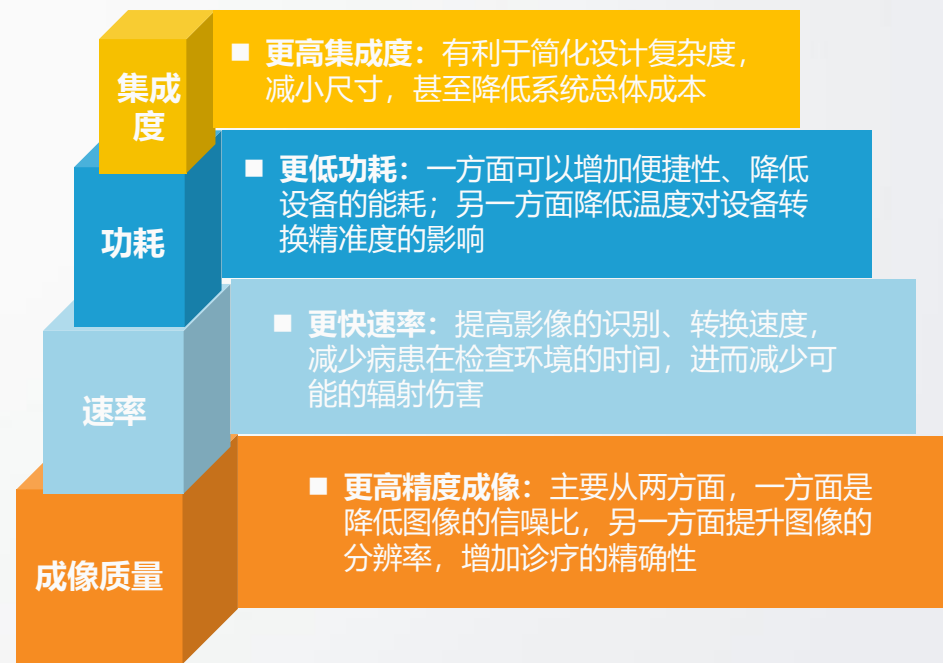 集成
度
■ 更高集成度：有利于简化设计复杂度，
减小尺寸，甚至降低系统总体成本
功耗
■ 更低功耗：一方面可以增加便捷性、降低
设备的能耗；另一方面降低温度对设备转
换精准度的影响
速率
■ 更快速率：提高影像的识别、转换速度，
减少病患在检查环境的时间，进而减少可
能的辐射伤害
成像质量
■ 更高精度成像：主要从两方面，一方面是
降低图像的信噪比，另一方面提升图像的
分辨率，增加诊疗的精确性